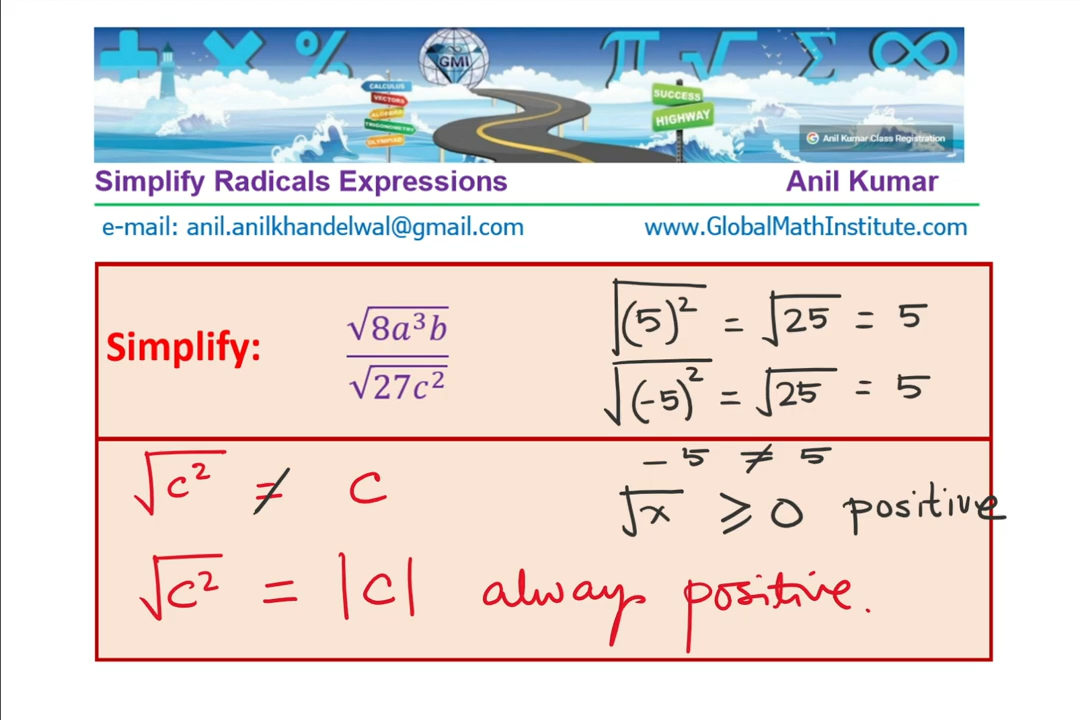 + × %
GMI
π √ Σ ∞
CALCULUS
VECTORS
ALGEBRA
TRIGONOMETRY
OLYMPIAD
SUCCESS
HIGHWAY
G Anil Kumar Class Registration
Simplify Radicals Expressions Anil Kumar
e-mail: anil.anilkhandelwal@gmail.com www.GlobalMathInstitute.com
Simplify: √(8a³b) / √(27c²)
√(5)² = √25 = 5
√(-5)² = √25 = 5
-5 ≠ 5
√c² ≠ c
√x ≥ 0 positive
√c² = |c| always positive.